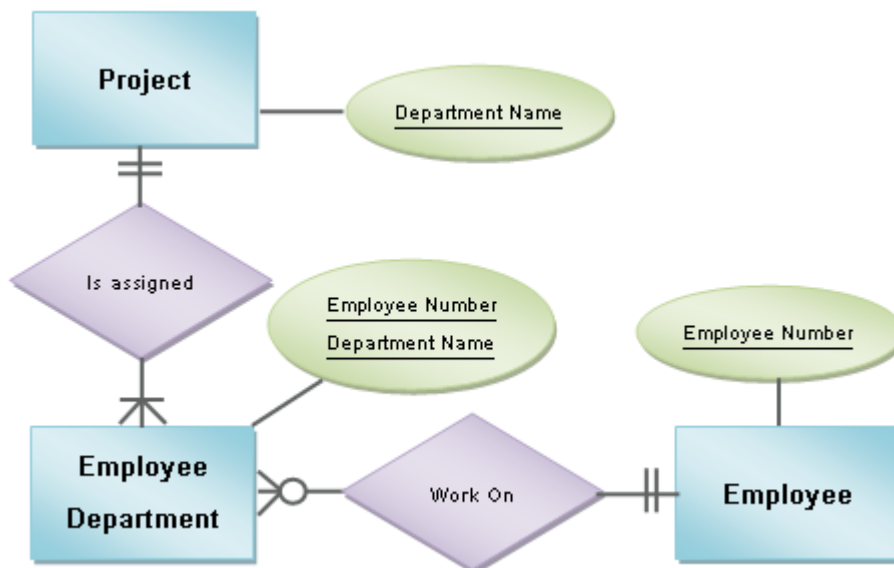 Project
Department Name
Is assigned
Employee Number
Department Name
Employee Number
Employee
Department
Work On
Employee